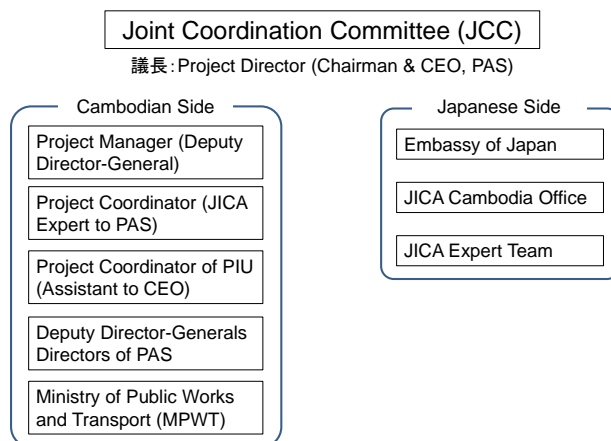 Joint Coordination Committee (JCC)
議長：Project Director (Chairman & CEO, PAS)
Cambodian Side
Project Manager (Deputy
Director-General)
Project Coordinator (JICA
Expert to PAS)
Project Coordinator of PIU
(Assistant to CEO)
Deputy Director-Generals
Directors of PAS
Ministry of Public Works
and Transport (MPWT)
Japanese Side
Embassy of Japan
JICA Cambodia Office
JICA Expert Team